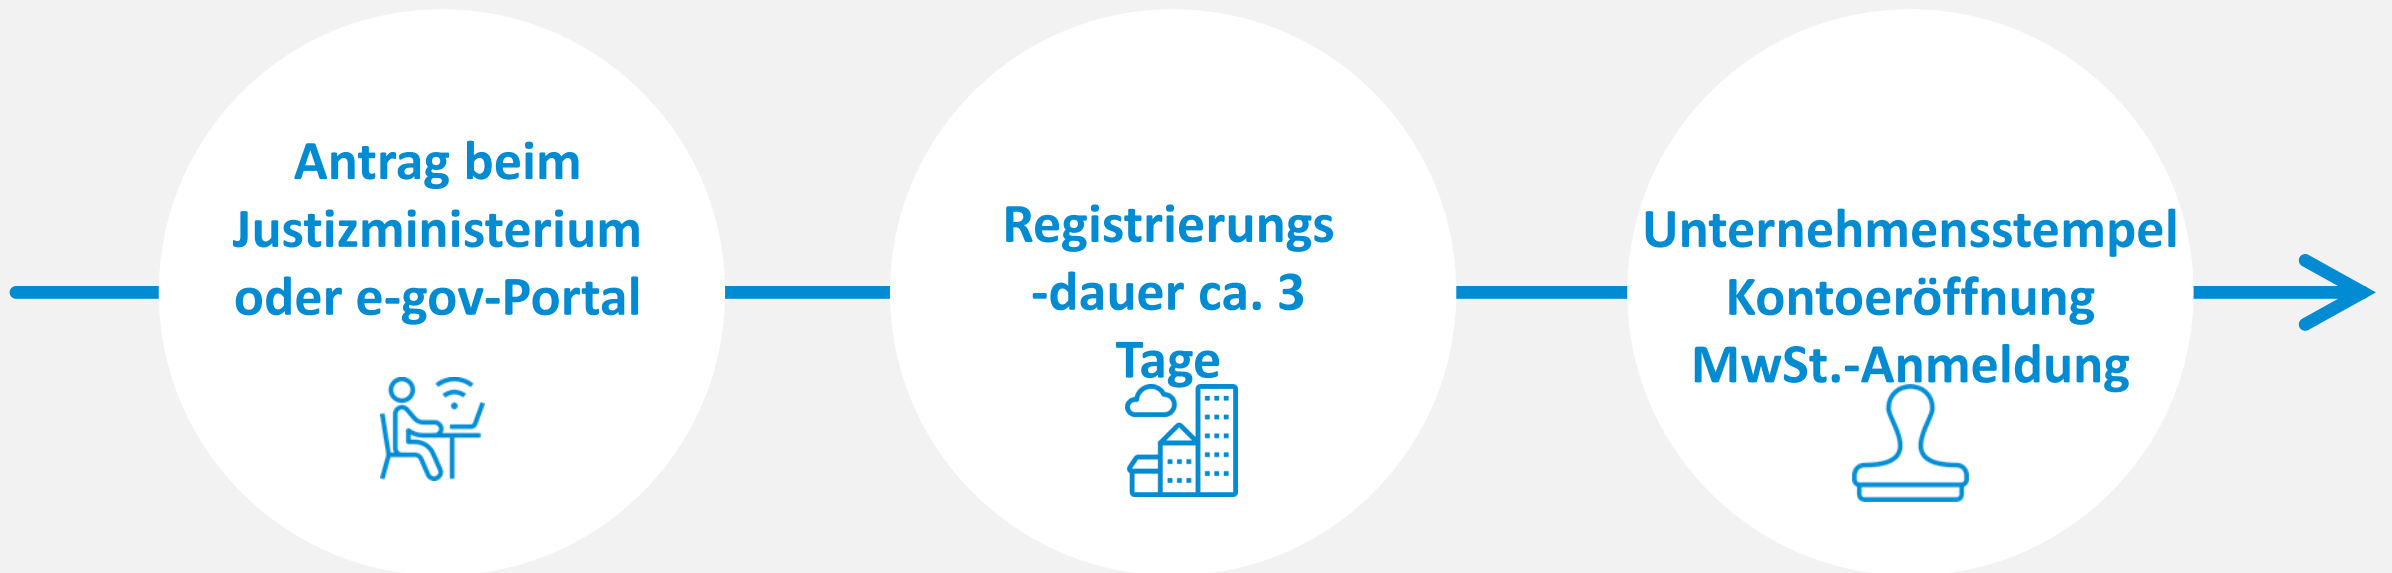 Antrag beim
Justizministerium
oder e-gov-Portal
Registrierungs
-dauer ca. 3
Tage
Unternehmensstempel
Kontoeröffnung
MwSt.-Anmeldung